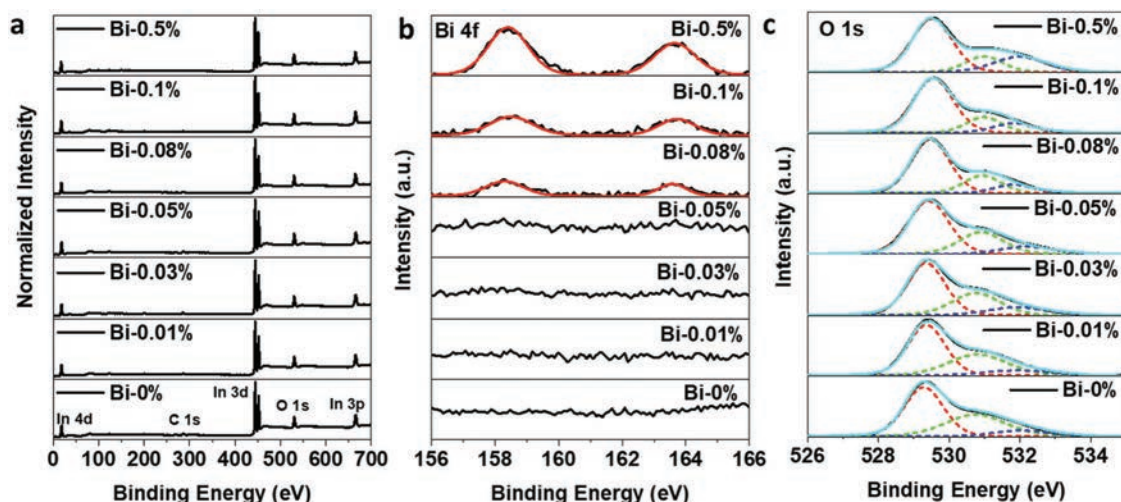 a
Normalized Intensity
Bi-0.5%
Bi-0.1%
Bi-0.08%
Bi-0.05%
Bi-0.03%
Bi-0.01%
Bi-0%
In 4d
C 1s
In 3d
O 1s
In 3p
0 100 200 300 400 500 600 700
Binding Energy (eV)
b
Intensity (a.u.)
Bi 4f
Bi-0.5%
Bi-0.1%
Bi-0.08%
Bi-0.05%
Bi-0.03%
Bi-0.01%
Bi-0%
156 158 160 162 164 166
Binding Energy (eV)
c
Intensity (a.u.)
O 1s
Bi-0.5%
Bi-0.1%
Bi-0.08%
Bi-0.05%
Bi-0.03%
Bi-0.01%
Bi-0%
526 528 530 532 534
Binding Energy (eV)